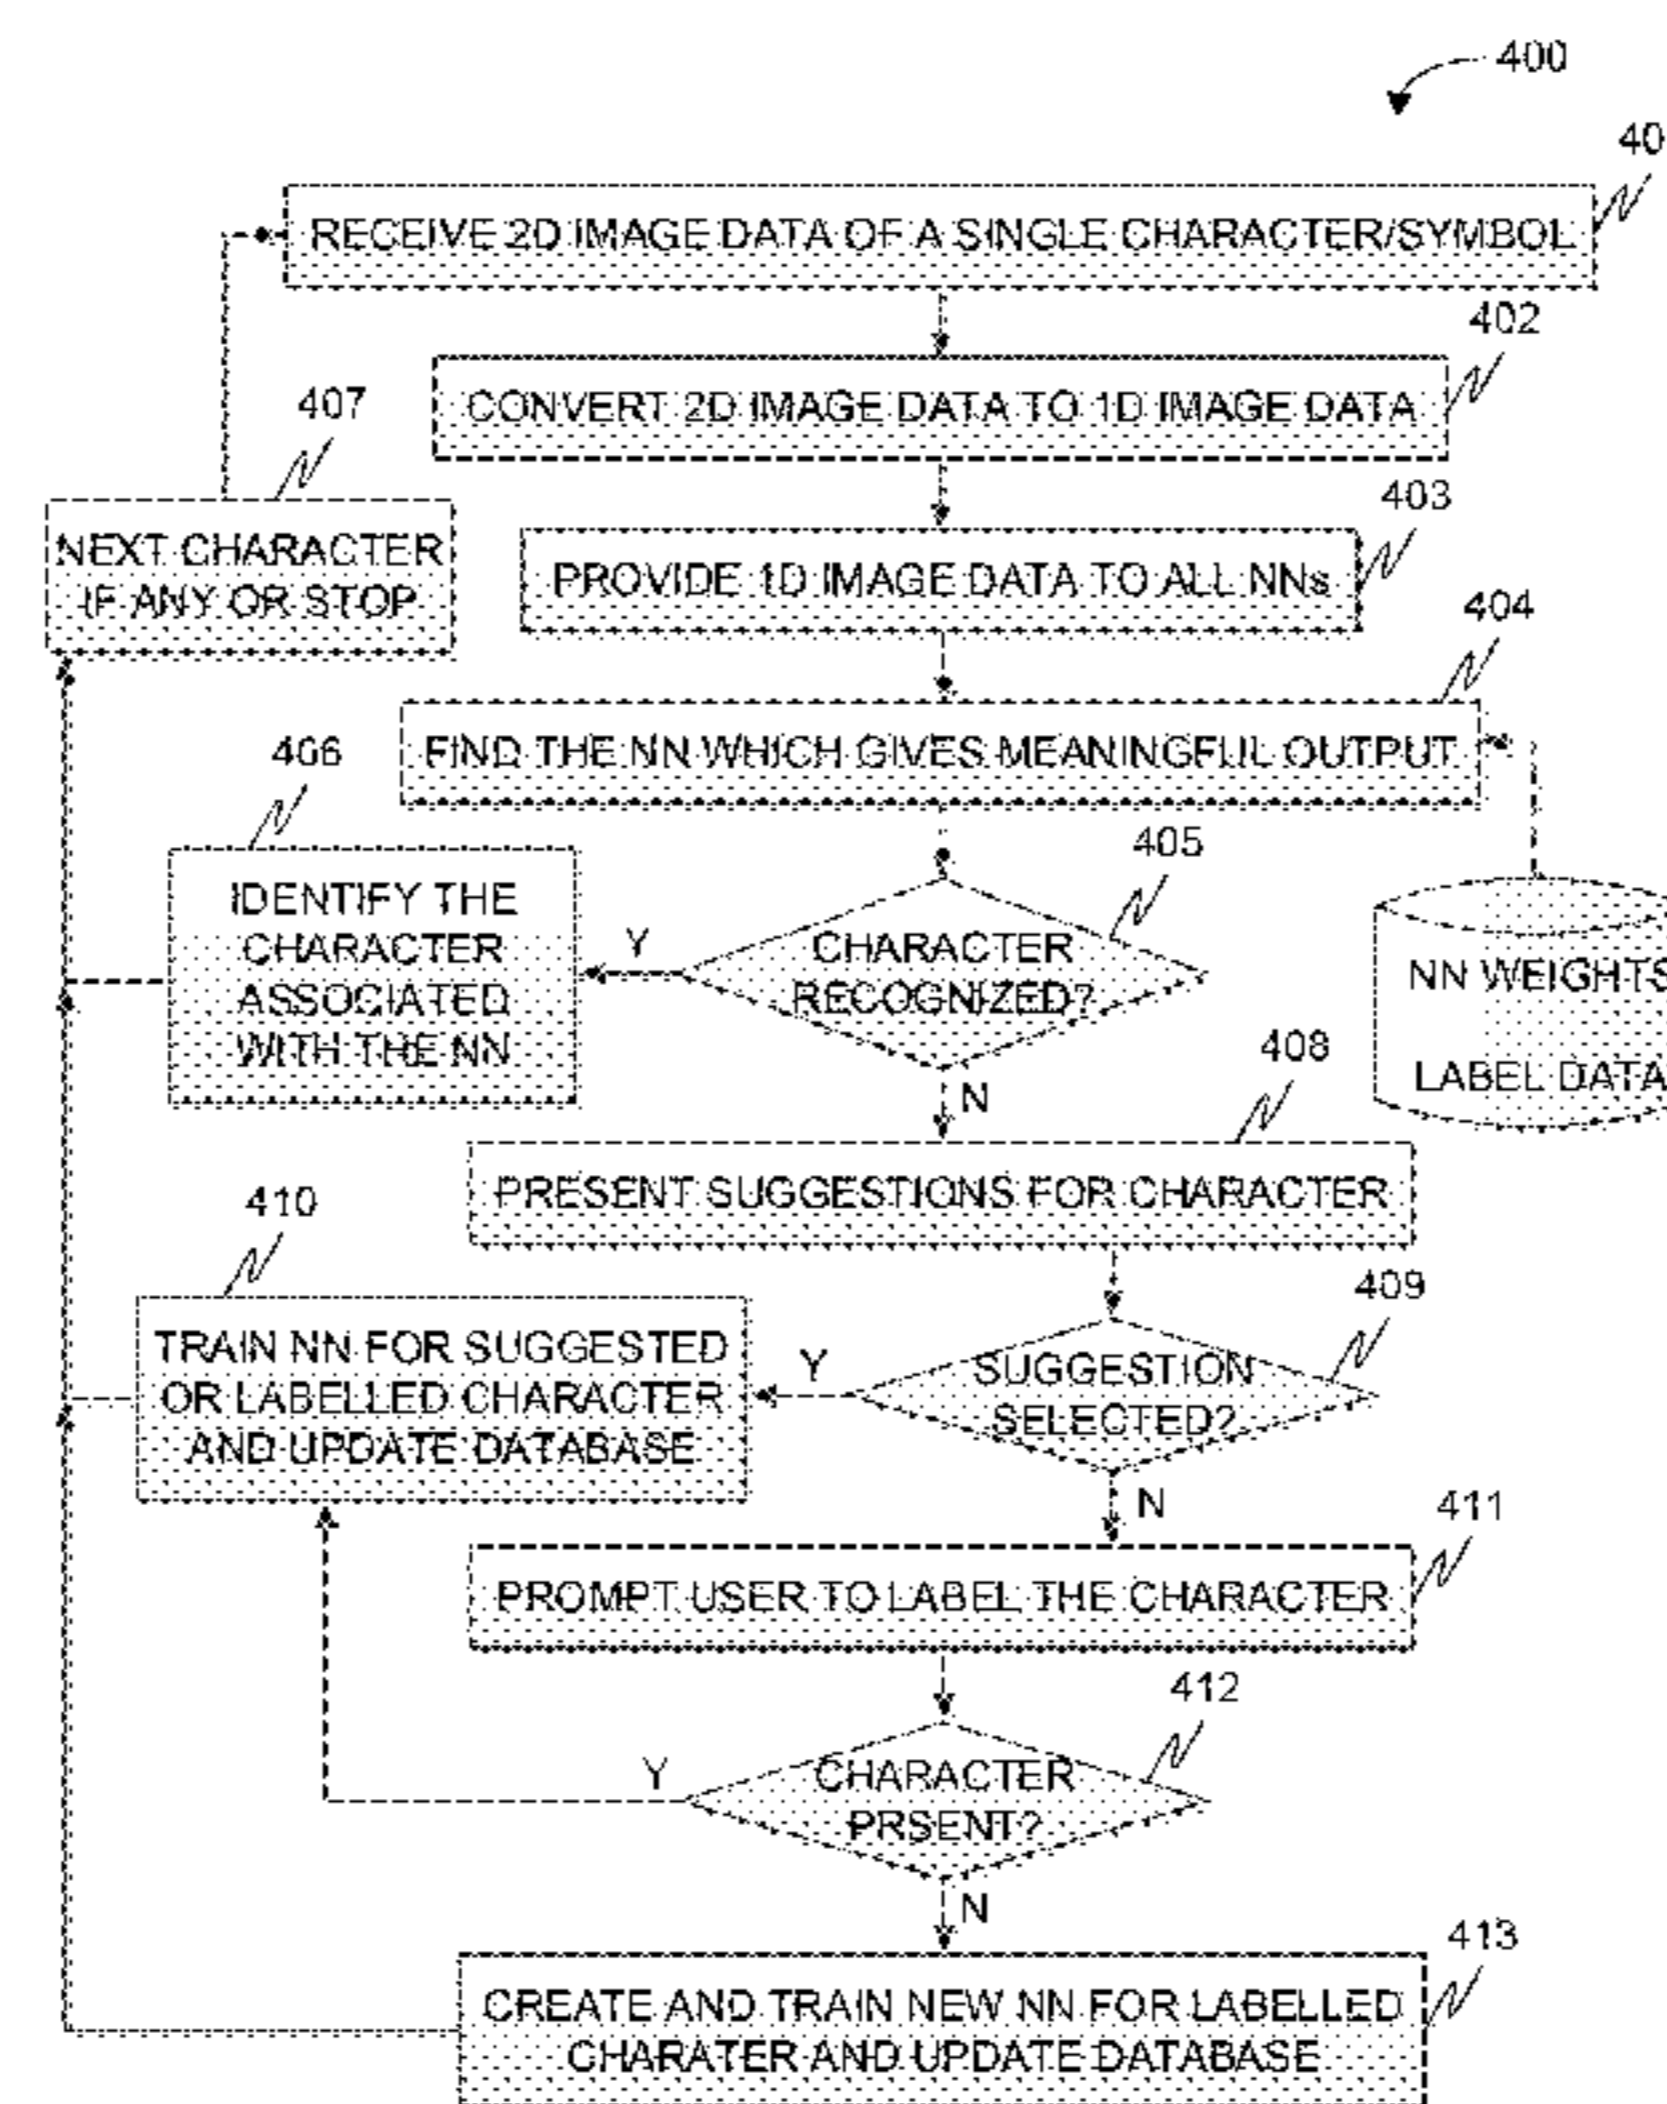 400
40
RECEIVE 2D IMAGE DATA OF A SINGLE CHARACTER/SYMBOL
402
CONVERT 2D IMAGE DATA TO 1D IMAGE DATA
407
403
NEXT CHARACTER
IF ANY OR STOP
PROVIDE 1D IMAGE DATA TO ALL NNs
404
FIND THE NN WHICH GIVES MEANINGFUL OUTPUT
406
405
IDENTIFY THE
CHARACTER
ASSOCIATED
WITH THE NN
Y
CHARACTER
RECOGNIZED?
NN WEIGHTS
LABEL DATA
N
408
PRESENT SUGGESTIONS FOR CHARACTER
410
409
TRAIN NN FOR SUGGESTED
OR LABELLED CHARACTER
AND UPDATE DATABASE
Y
SUGGESTION
SELECTED?
N
411
PROMPT USER TO LABEL THE CHARACTER
412
Y
CHARACTER
PRSENT?
N
413
CREATE AND TRAIN NEW NN FOR LABELLED
CHARATER AND UPDATE DATABASE